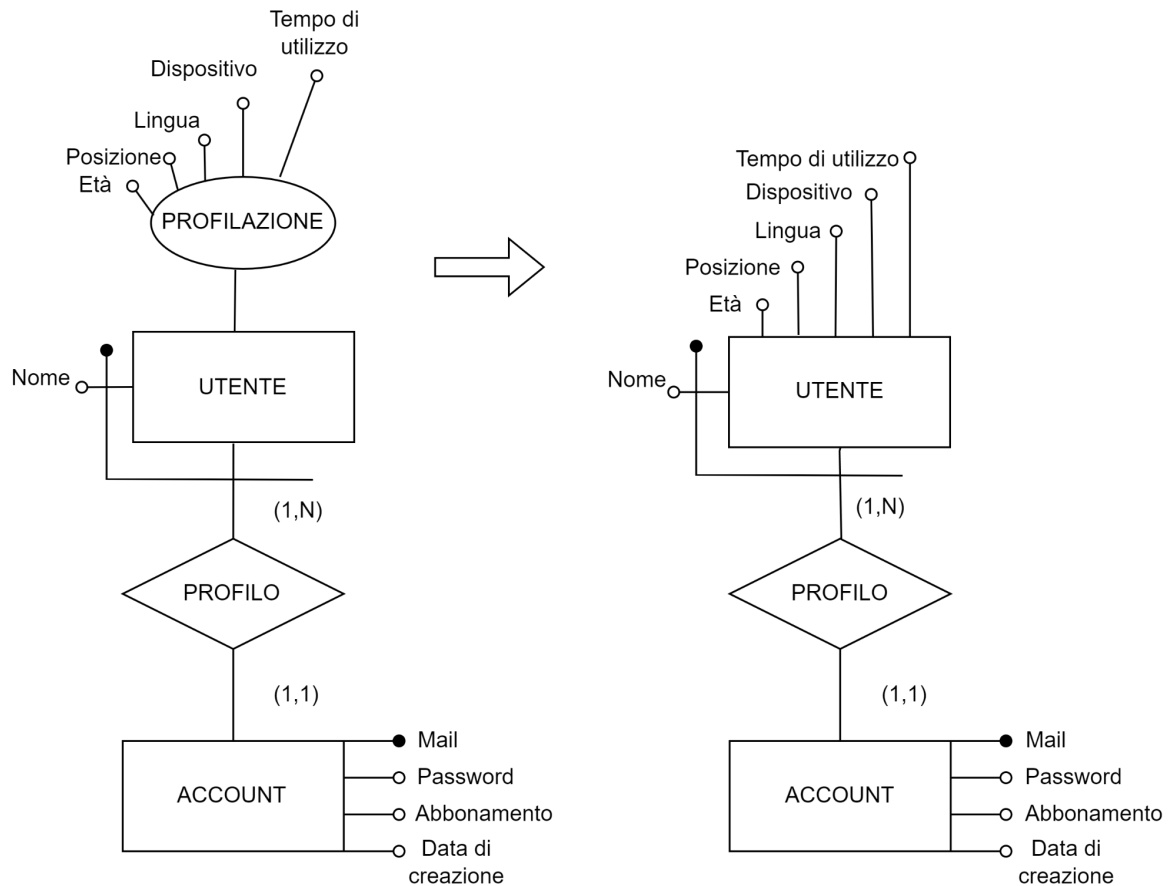 Tempo di
utilizzo
Dispositivo
Lingua
Posizione
Età
PROFILAZIONE
Nome
UTENTE
(1,N)
PROFILO
(1,1)
ACCOUNT
Mail
Password
Abbonamento
Data di
creazione
Tempo di utilizzo
Dispositivo
Lingua
Posizione
Età
Nome
UTENTE
(1,N)
PROFILO
(1,1)
ACCOUNT
Mail
Password
Abbonamento
Data di
creazione